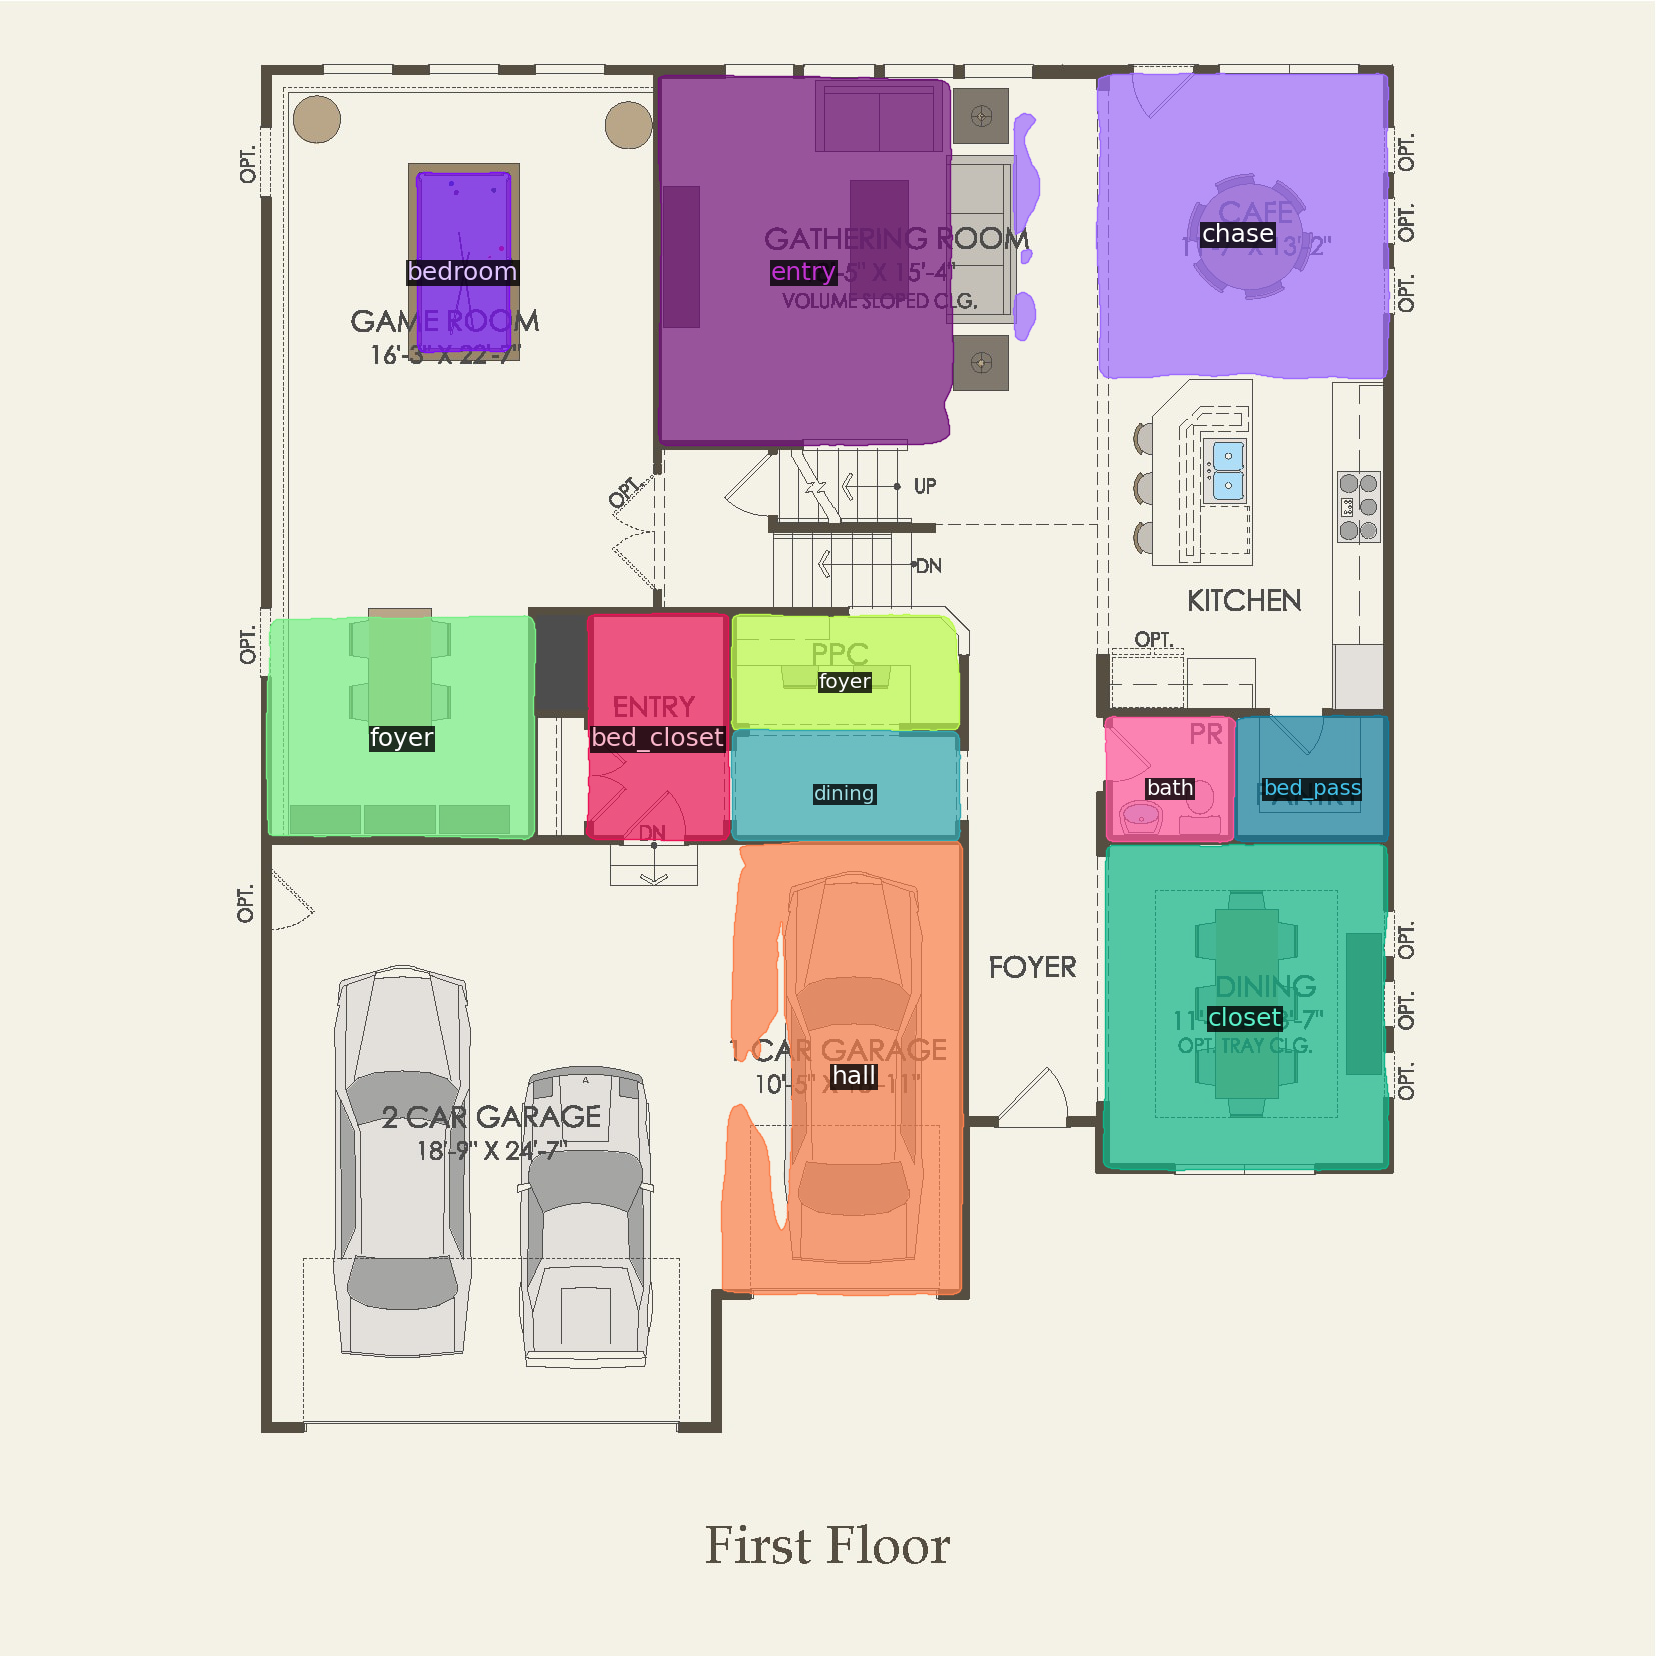 OPT.
OPT.
OPT.
OPT.
CAFE
chase
13'-2"
bedroom
GAME ROOM
16'-3" X 22'-7"
GATHERING ROOM
entry
-5" X 15'-4"
VOLUME SLOPED CLG.
OPT.
UP
DN
KITCHEN
OPT.
OPT.
PPC
foyer
ENTRY
bed_closet
foyer
dining
PR
bath
bed_pass
PANTRY
DN
OPT.
FOYER
DINING
11'
closet
-7"
OPT. TRAY CLG.
OPT.
OPT.
OPT.
1 CAR GARAGE
10'-5" X
-11"
hall
2 CAR GARAGE
18'-9" X 24'-7"
First Floor